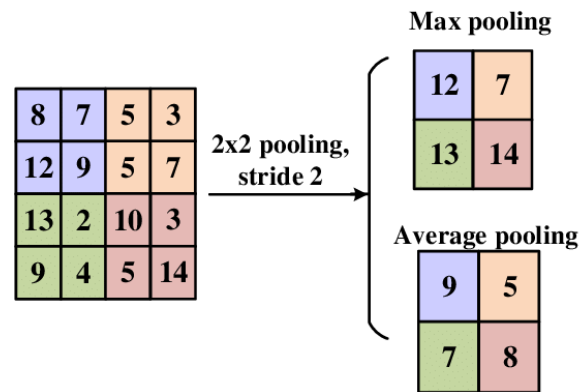 Max pooling
12 7
13 14
8 7 5 3
12 9 5 7
13 2 10 3
9 4 5 14
2x2 pooling,
stride 2
Average pooling
9 5
7 8